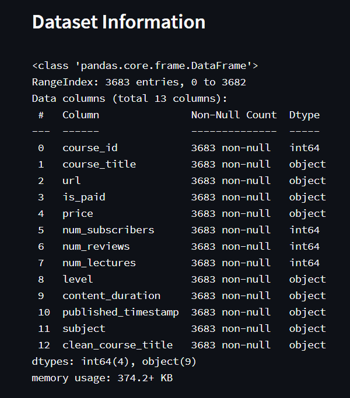 Dataset Information
<class 'pandas.core.frame.DataFrame'>
RangeIndex: 3683 entries, 0 to 3682
Data columns (total 13 columns):
 #   Column               Non-Null Count  Dtype
---  ------               --------------  -----
 0   course_id            3683 non-null   int64
 1   course_title         3683 non-null   object
 2   url                  3683 non-null   object
 3   is_paid              3683 non-null   object
 4   price                3683 non-null   object
 5   num_subscribers      3683 non-null   int64
 6   num_reviews          3683 non-null   int64
 7   num_lectures         3683 non-null   int64
 8   level                3683 non-null   object
 9   content_duration     3683 non-null   object
 10  published_timestamp  3683 non-null   object
 11  subject              3683 non-null   object
 12  clean_course_title   3683 non-null   object
dtypes: int64(4), object(9)
memory usage: 374.2+ KB